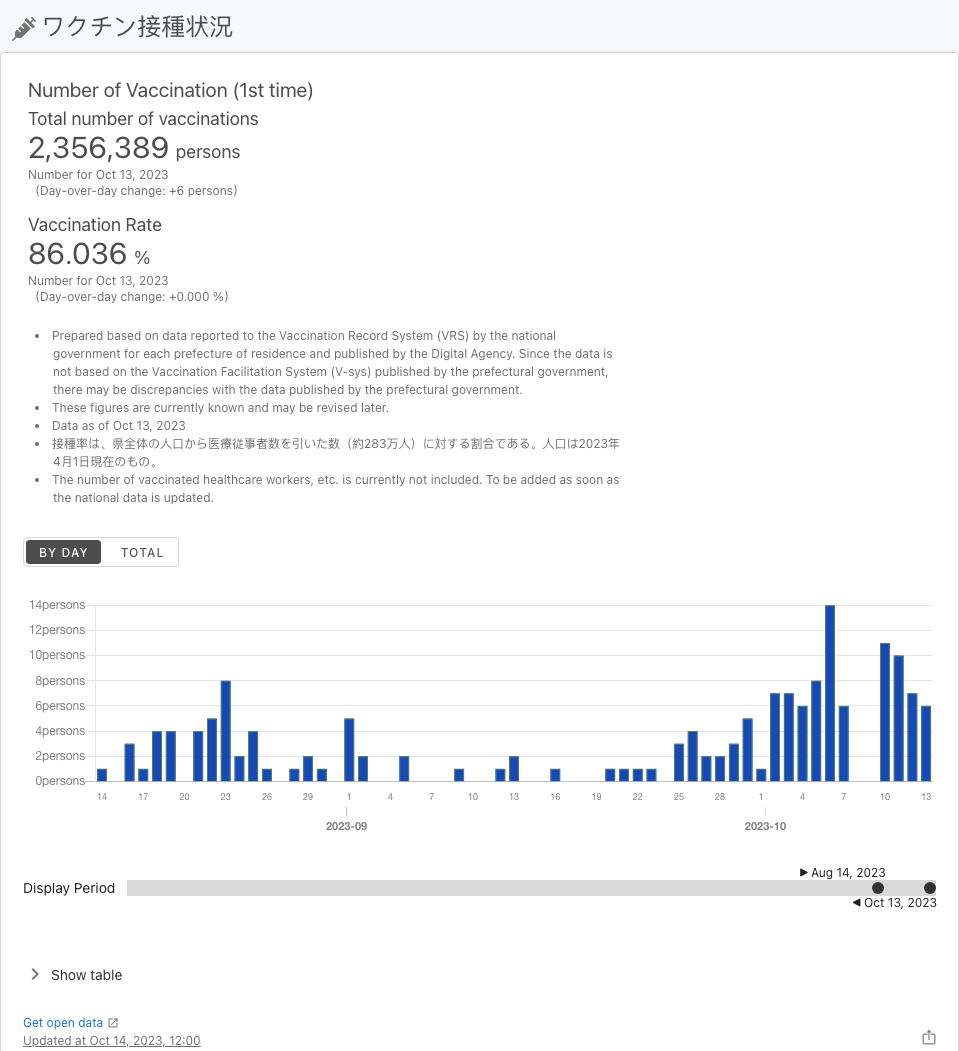 ワクチン接種状況
Number of Vaccination (1st time)
Total number of vaccinations
2,356,389 persons
Number for Oct 13, 2023
(Day-over-day change: +6 persons)
Vaccination Rate
86.036 %
Number for Oct 13, 2023
(Day-over-day change: +0.000 %)
• Prepared based on data reported to the Vaccination Record System (VRS) by the national
government for each prefecture of residence and published by the Digital Agency. Since the data is
not based on the Vaccination Facilitation System (V-sys) published by the prefectural government,
there may be discrepancies with the data published by the prefectural government.
• These figures are currently known and may be revised later.
• Data as of Oct 13, 2023
• 接種率は、県全体の人口から医療従事者数を引いた数（約283万人）に対する割合である。人口は2023年
4月1日現在のもの。
• The number of vaccinated healthcare workers, etc. is currently not included. To be added as soon as
the national data is updated.
BY DAY TOTAL
14persons
12persons
10persons
8persons
6persons
4persons
2persons
0persons
14 17 20 23 26 29 1 4 7 10 13 16 19 22 25 28 1 4 7 10 13
2023-09 2023-10
Aug 14, 2023
Display Period
Oct 13, 2023
Show table
Get open data
Updated at Oct 14, 2023, 12:00